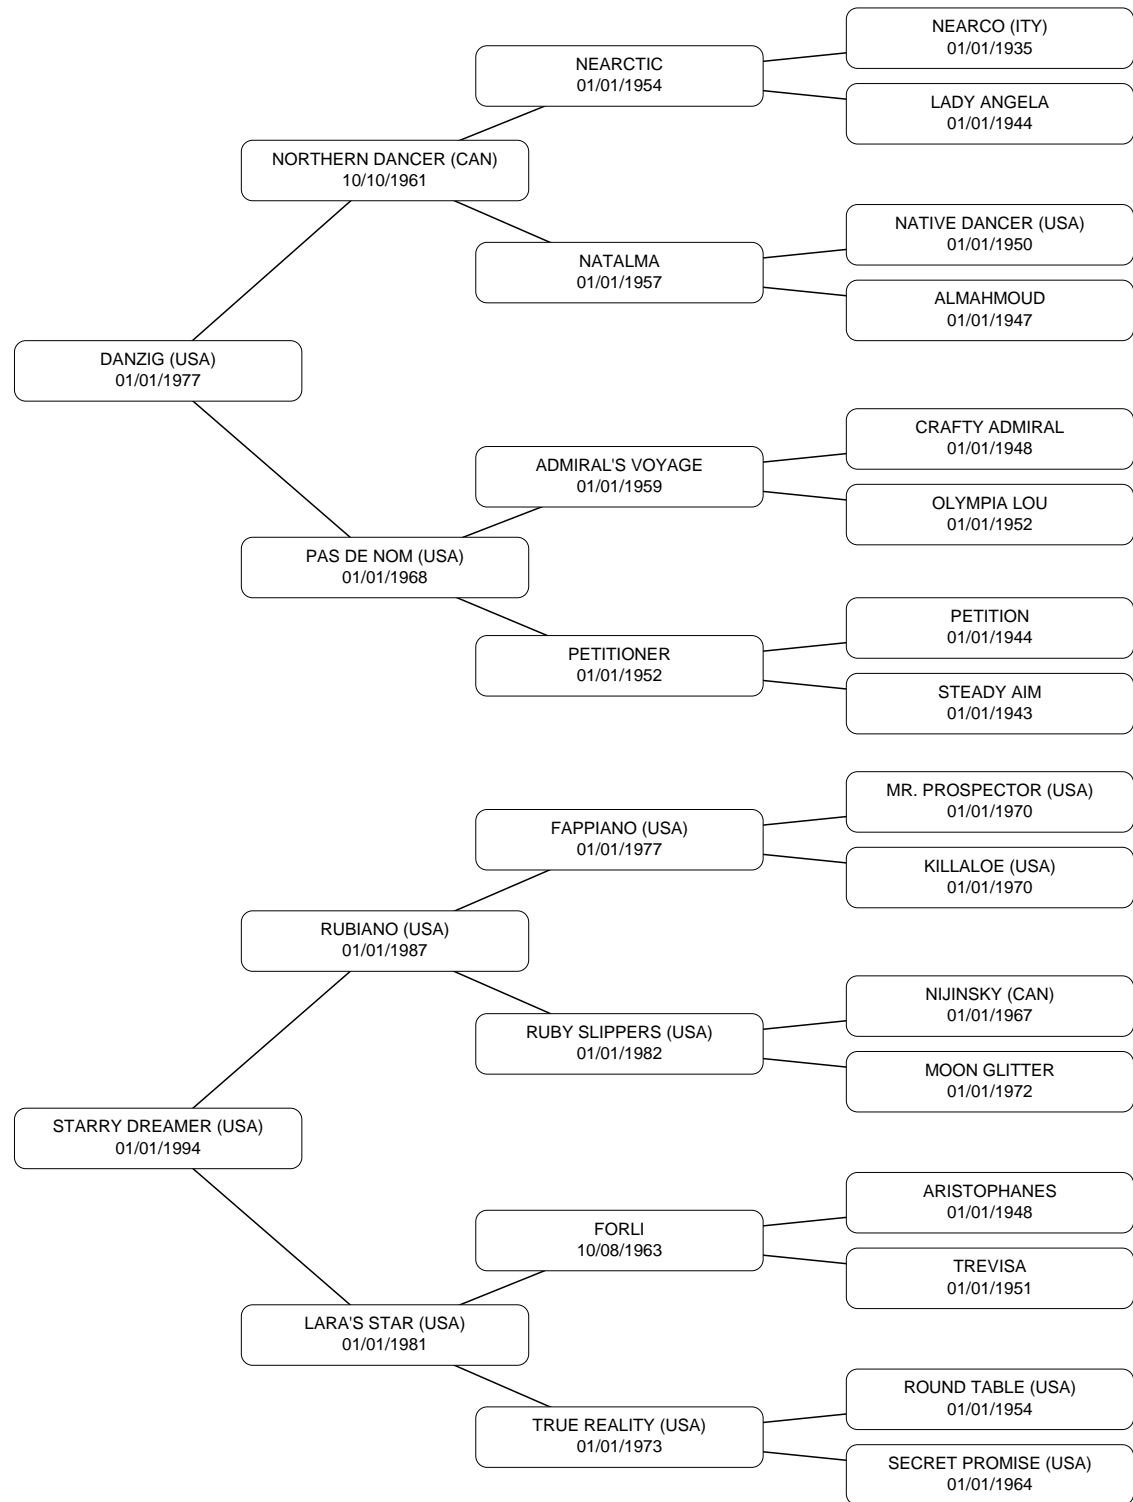 NEARCO (ITY)
01/01/1935
NEARCTIC
01/01/1954
LADY ANGELA
01/01/1944
NORTHERN DANCER (CAN)
10/10/1961
NATIVE DANCER (USA)
01/01/1950
NATALMA
01/01/1957
ALMAHMOUD
01/01/1947
DANZIG (USA)
01/01/1977
CRAFTY ADMIRAL
01/01/1948
ADMIRAL'S VOYAGE
01/01/1959
OLYMPIA LOU
01/01/1952
PAS DE NOM (USA)
01/01/1968
PETITION
01/01/1944
PETITIONER
01/01/1952
STEADY AIM
01/01/1943
MR. PROSPECTOR (USA)
01/01/1970
FAPPIANO (USA)
01/01/1977
KILLALOE (USA)
01/01/1970
RUBIANO (USA)
01/01/1987
NIJINSKY (CAN)
01/01/1967
RUBY SLIPPERS (USA)
01/01/1982
MOON GLITTER
01/01/1972
STARRY DREAMER (USA)
01/01/1994
ARISTOPHANES
01/01/1948
FORLI
10/08/1963
TREVISA
01/01/1951
LARA'S STAR (USA)
01/01/1981
ROUND TABLE (USA)
01/01/1954
TRUE REALITY (USA)
01/01/1973
SECRET PROMISE (USA)
01/01/1964